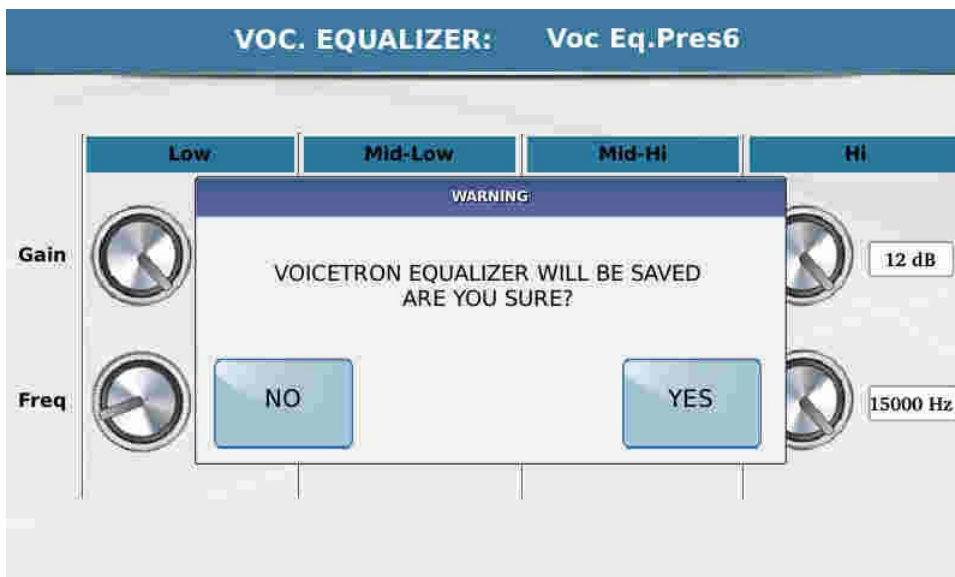 VOC. EQUALIZER: Voc Eq.Pres6
Low Mid-Low Mid-Hi Hi
WARNING
Gain
VOICETRON EQUALIZER WILL BE SAVED
ARE YOU SURE?
12 dB
Freq
NO
YES
15000 Hz